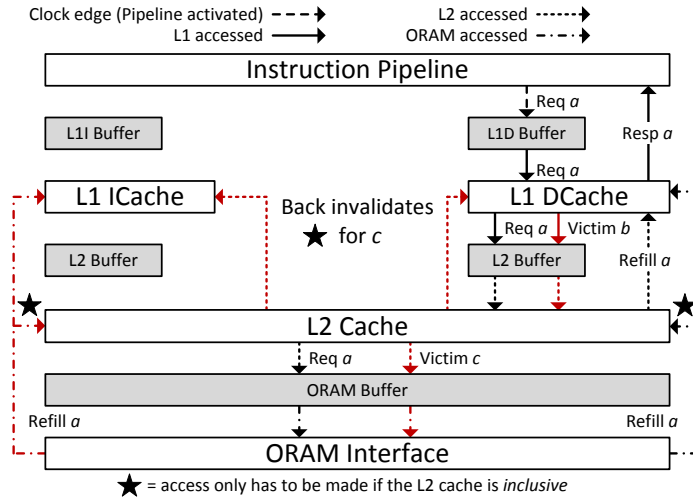 Clock edge (Pipeline activated)
L2 accessed
L1 accessed
ORAM accessed
Instruction Pipeline
Req a
L1I Buffer
L1D Buffer
Resp a
Req a
L1 ICache
L1 DCache
Back invalidates
★ for c
Req a
Victim b
L2 Buffer
L2 Buffer
Refill a
L2 Cache
Req a
Victim c
ORAM Buffer
Refill a
Refill a
ORAM Interface
★ = access only has to be made if the L2 cache is inclusive